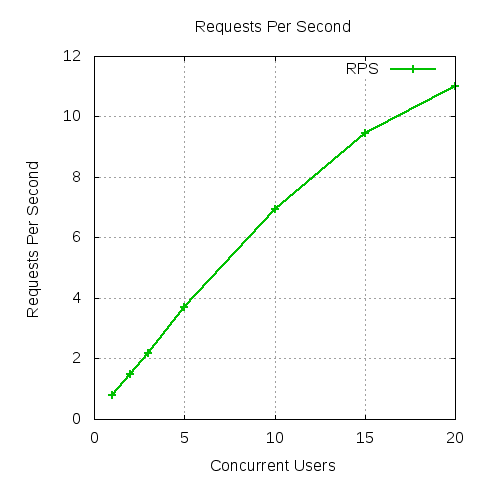 Requests Per Second
12
RPS
10
8
6
4
2
0
Requests Per Second
0 5 10 15 20
Concurrent Users